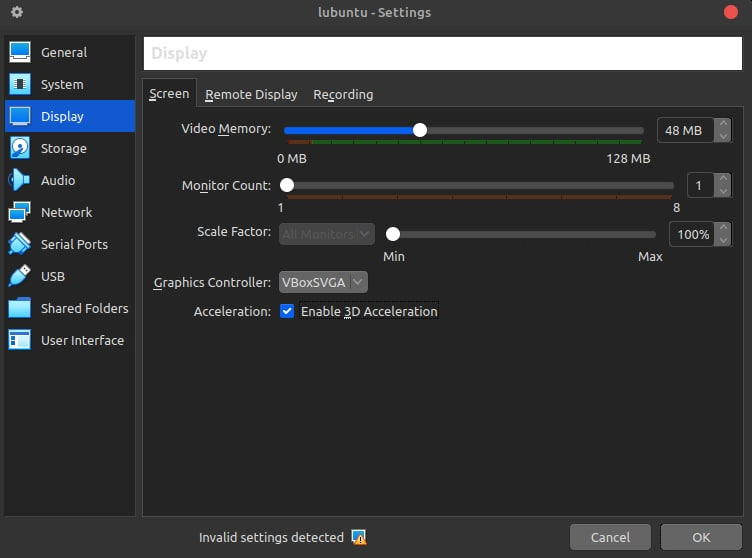 lubuntu - Settings
General
System
Display
Storage
Audio
Network
Serial Ports
USB
Shared Folders
User Interface
Display
Screen Remote Display Recording
Video Memory: 48 MB
0 MB 128 MB
Monitor Count: 1
1 8
Scale Factor: All Monitors 100%
Min Max
Graphics Controller: VBoxSVGA
Acceleration: Enable 3D Acceleration
Invalid settings detected Cancel OK